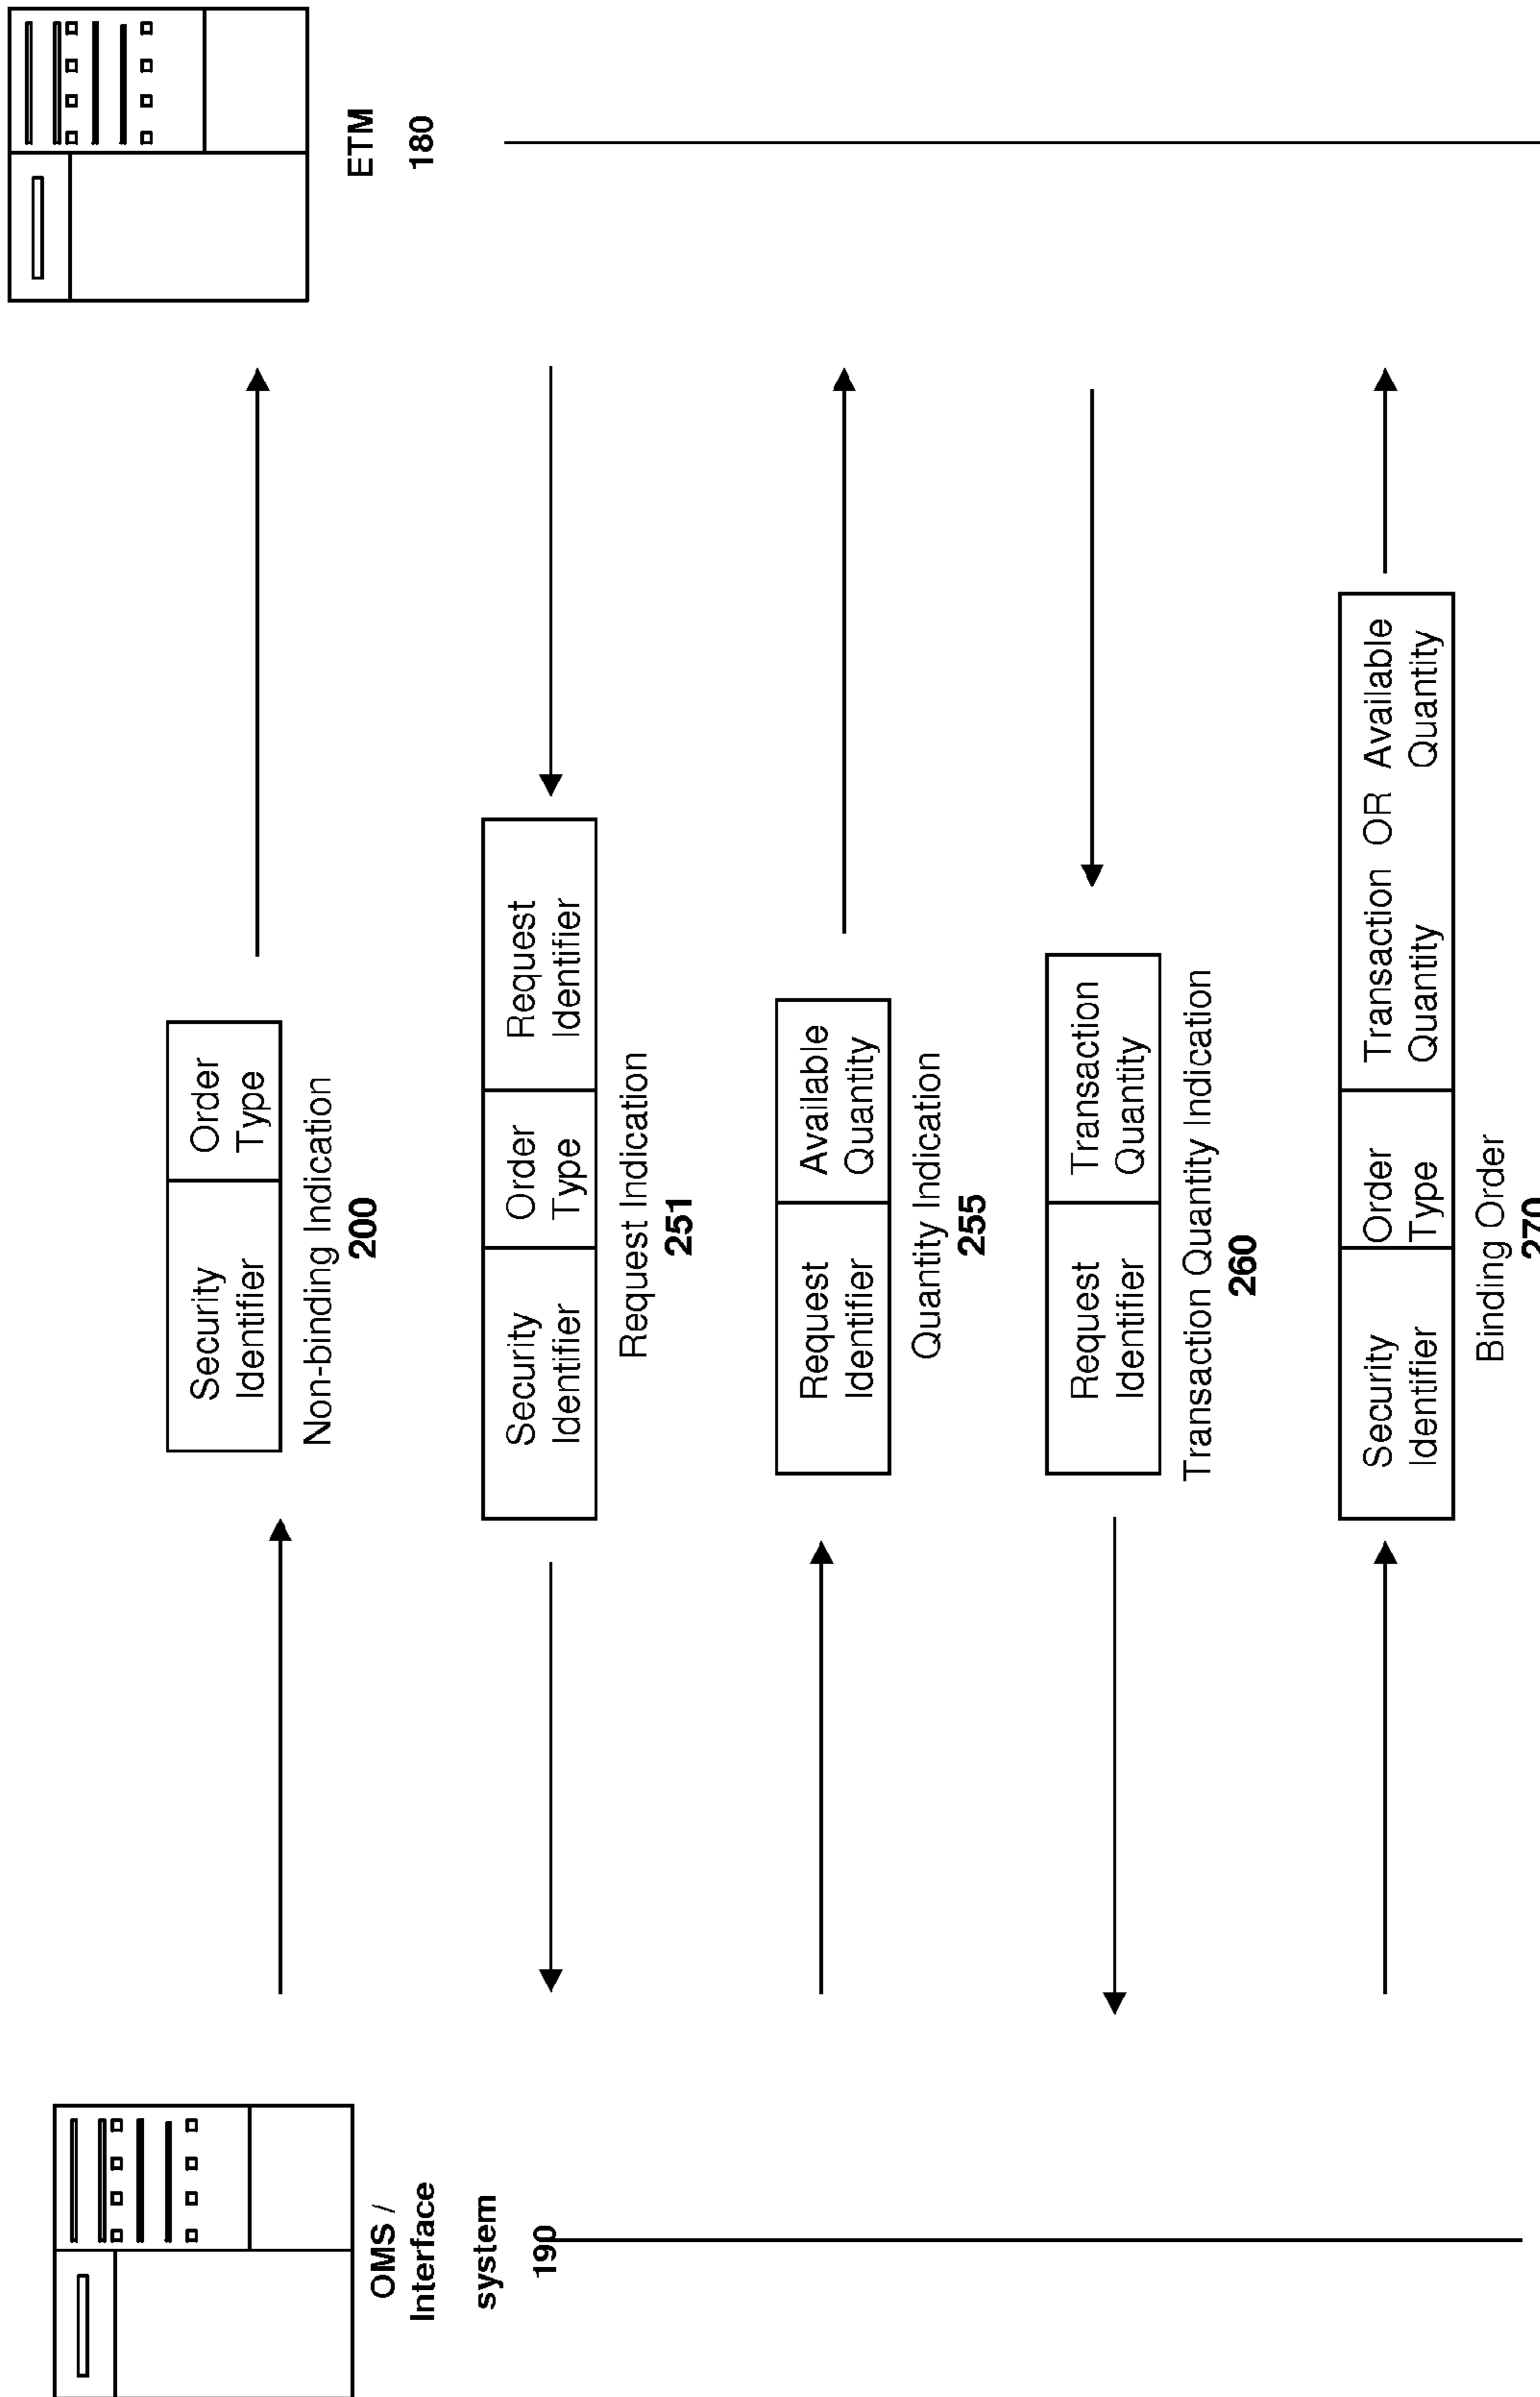 OMS /
Interface
system
190
ETM
180
Security
Identifier
Order
Type
Non-binding Indication
200
Security
Identifier
Order
Type
Request
Identifier
Request Indication
251
Request
Identifier
Available
Quantity
Quantity Indication
255
Request
Identifier
Transaction
Quantity
Transaction Quantity Indication
260
Security
Identifier
Order
Type
Transaction OR Available
Quantity Quantity
Binding Order
270